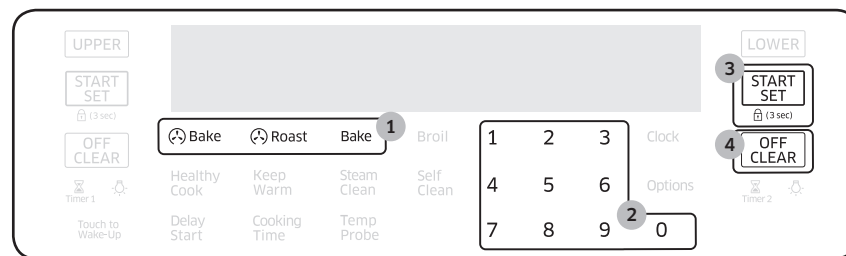 UPPER
LOWER
3
START
SET
(3 sec)
START
SET
(3 sec)
Bake Roast Bake 1 Broil 1 2 3 Clock
OFF
CLEAR
4 OFF
CLEAR
Healthy
Cook
Keep
Warm
Steam
Clean
Self
Clean
4 5 6 Options
Timer 1
Timer 2
2
Touch to
Wake-Up
Delay
Start
Cooking
Time
Temp
Probe
7 8 9 0